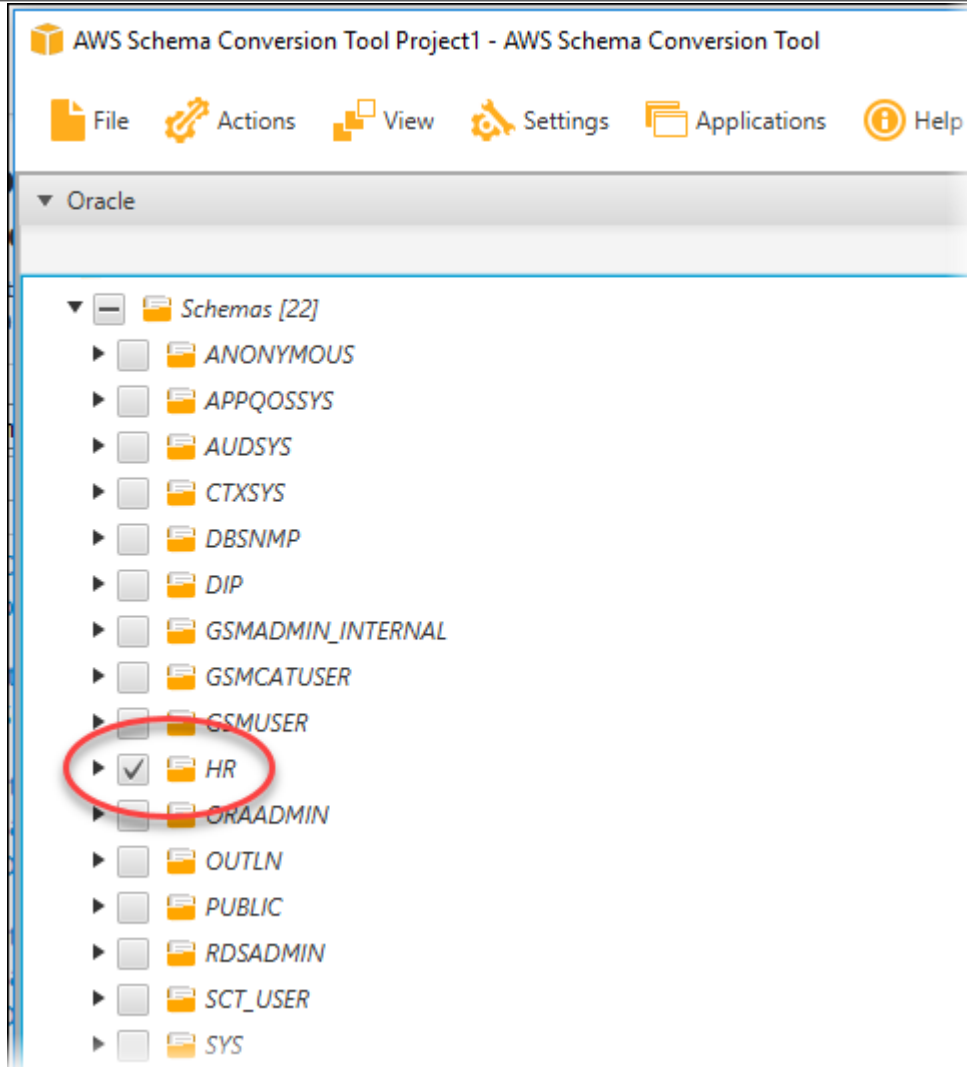 AWS Schema Conversion Tool Project1 - AWS Schema Conversion Tool
File Actions View Settings Applications Help
Oracle
Schemas [22]
ANONYMOUS
APPQOSSYS
AUDSYS
CTXSYS
DBSNMP
DIP
GSMADMIN_INTERNAL
GSMCATUSER
GSMUSER
HR
ORAADMIN
OUTLN
PUBLIC
RDSADMIN
SCT_USER
SYS